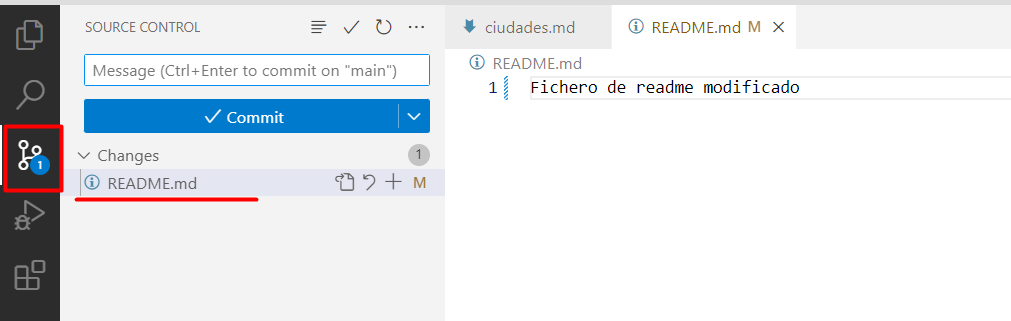 SOURCE CONTROL
Message (Ctrl+Enter to commit on "main")
Commit
Changes 1
README.md M
1
ciudades.md
README.md M
README.md
1 Fichero de readme modificado